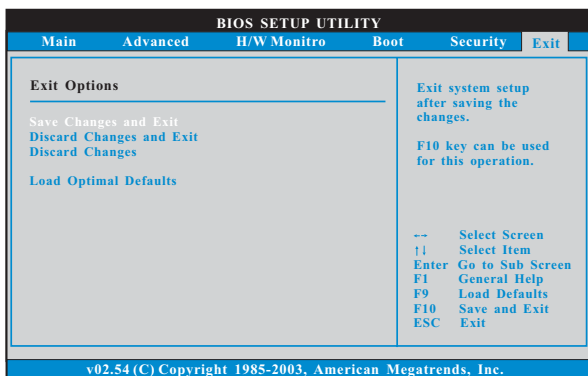 BIOS SETUP UTILITY
Main Advanced H/W Monitro Boot Security Exit
Exit Options
Save Changes and Exit
Discard Changes and Exit
Discard Changes
Load Optimal Defaults
Exit system setup
after saving the
changes.
F10 key can be used
for this operation.
←→ Select Screen
↑↓ Select Item
Enter Go to Sub Screen
F1 General Help
F9 Load Defaults
F10 Save and Exit
ESC Exit
v02.54 (C) Copyright 1985-2003, American Megatrends, Inc.